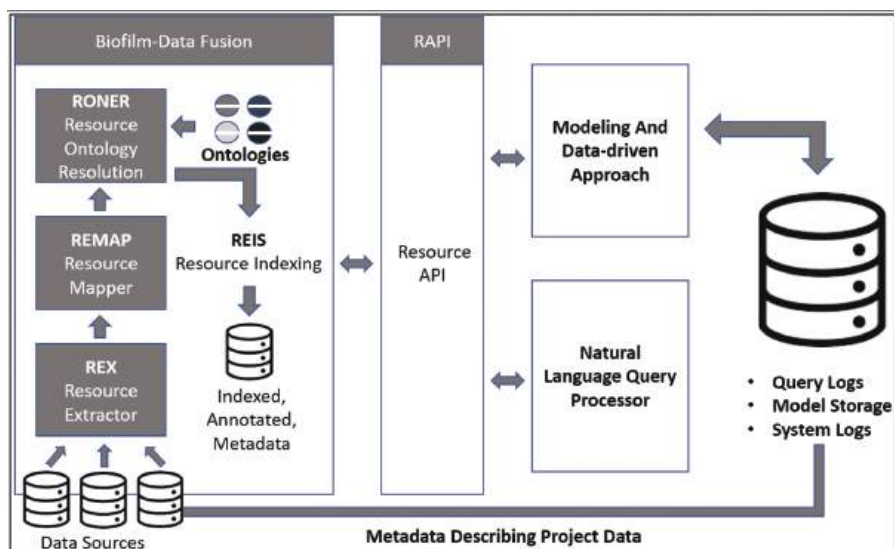 Biofilm-Data Fusion
RAPI
RONER
Resource
Ontology
Resolution
Ontologies
REMAP
Resource
Mapper
REIS
Resource Indexing
REX
Resource
Extractor
Indexed,
Annotated,
Metadata
Data Sources
Resource
API
Modeling And
Data-driven
Approach
Natural
Language Query
Processor
• Query Logs
• Model Storage
• System Logs
Metadata Describing Project Data